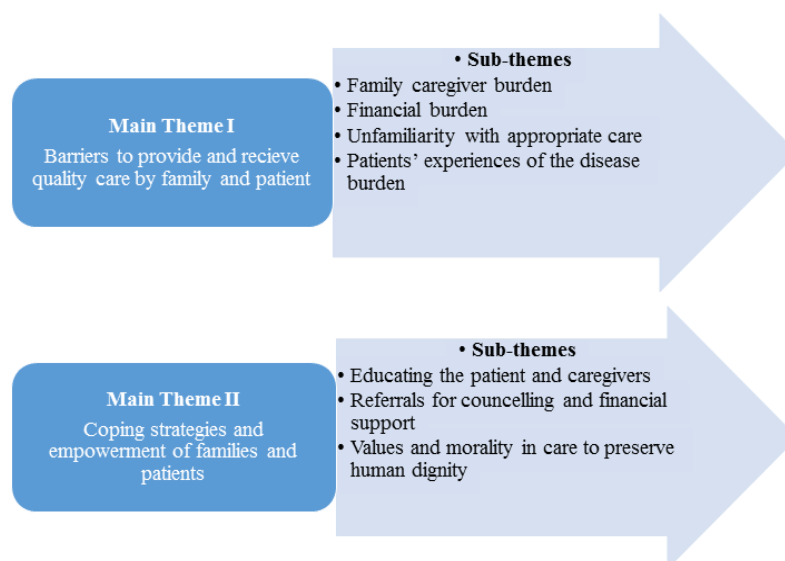 Main Theme I
Barriers to provide and recieve
quality care by family and patient
• Sub-themes
• Family caregiver burden
• Financial burden
• Unfamiliarity with appropriate care
• Patients’ experiences of the disease
burden
Main Theme II
Coping strategies and
empowerment of families and
patients
• Sub-themes
• Educating the patient and caregivers
• Referrals for councelling and financial
support
• Values and morality in care to preserve
human dignity